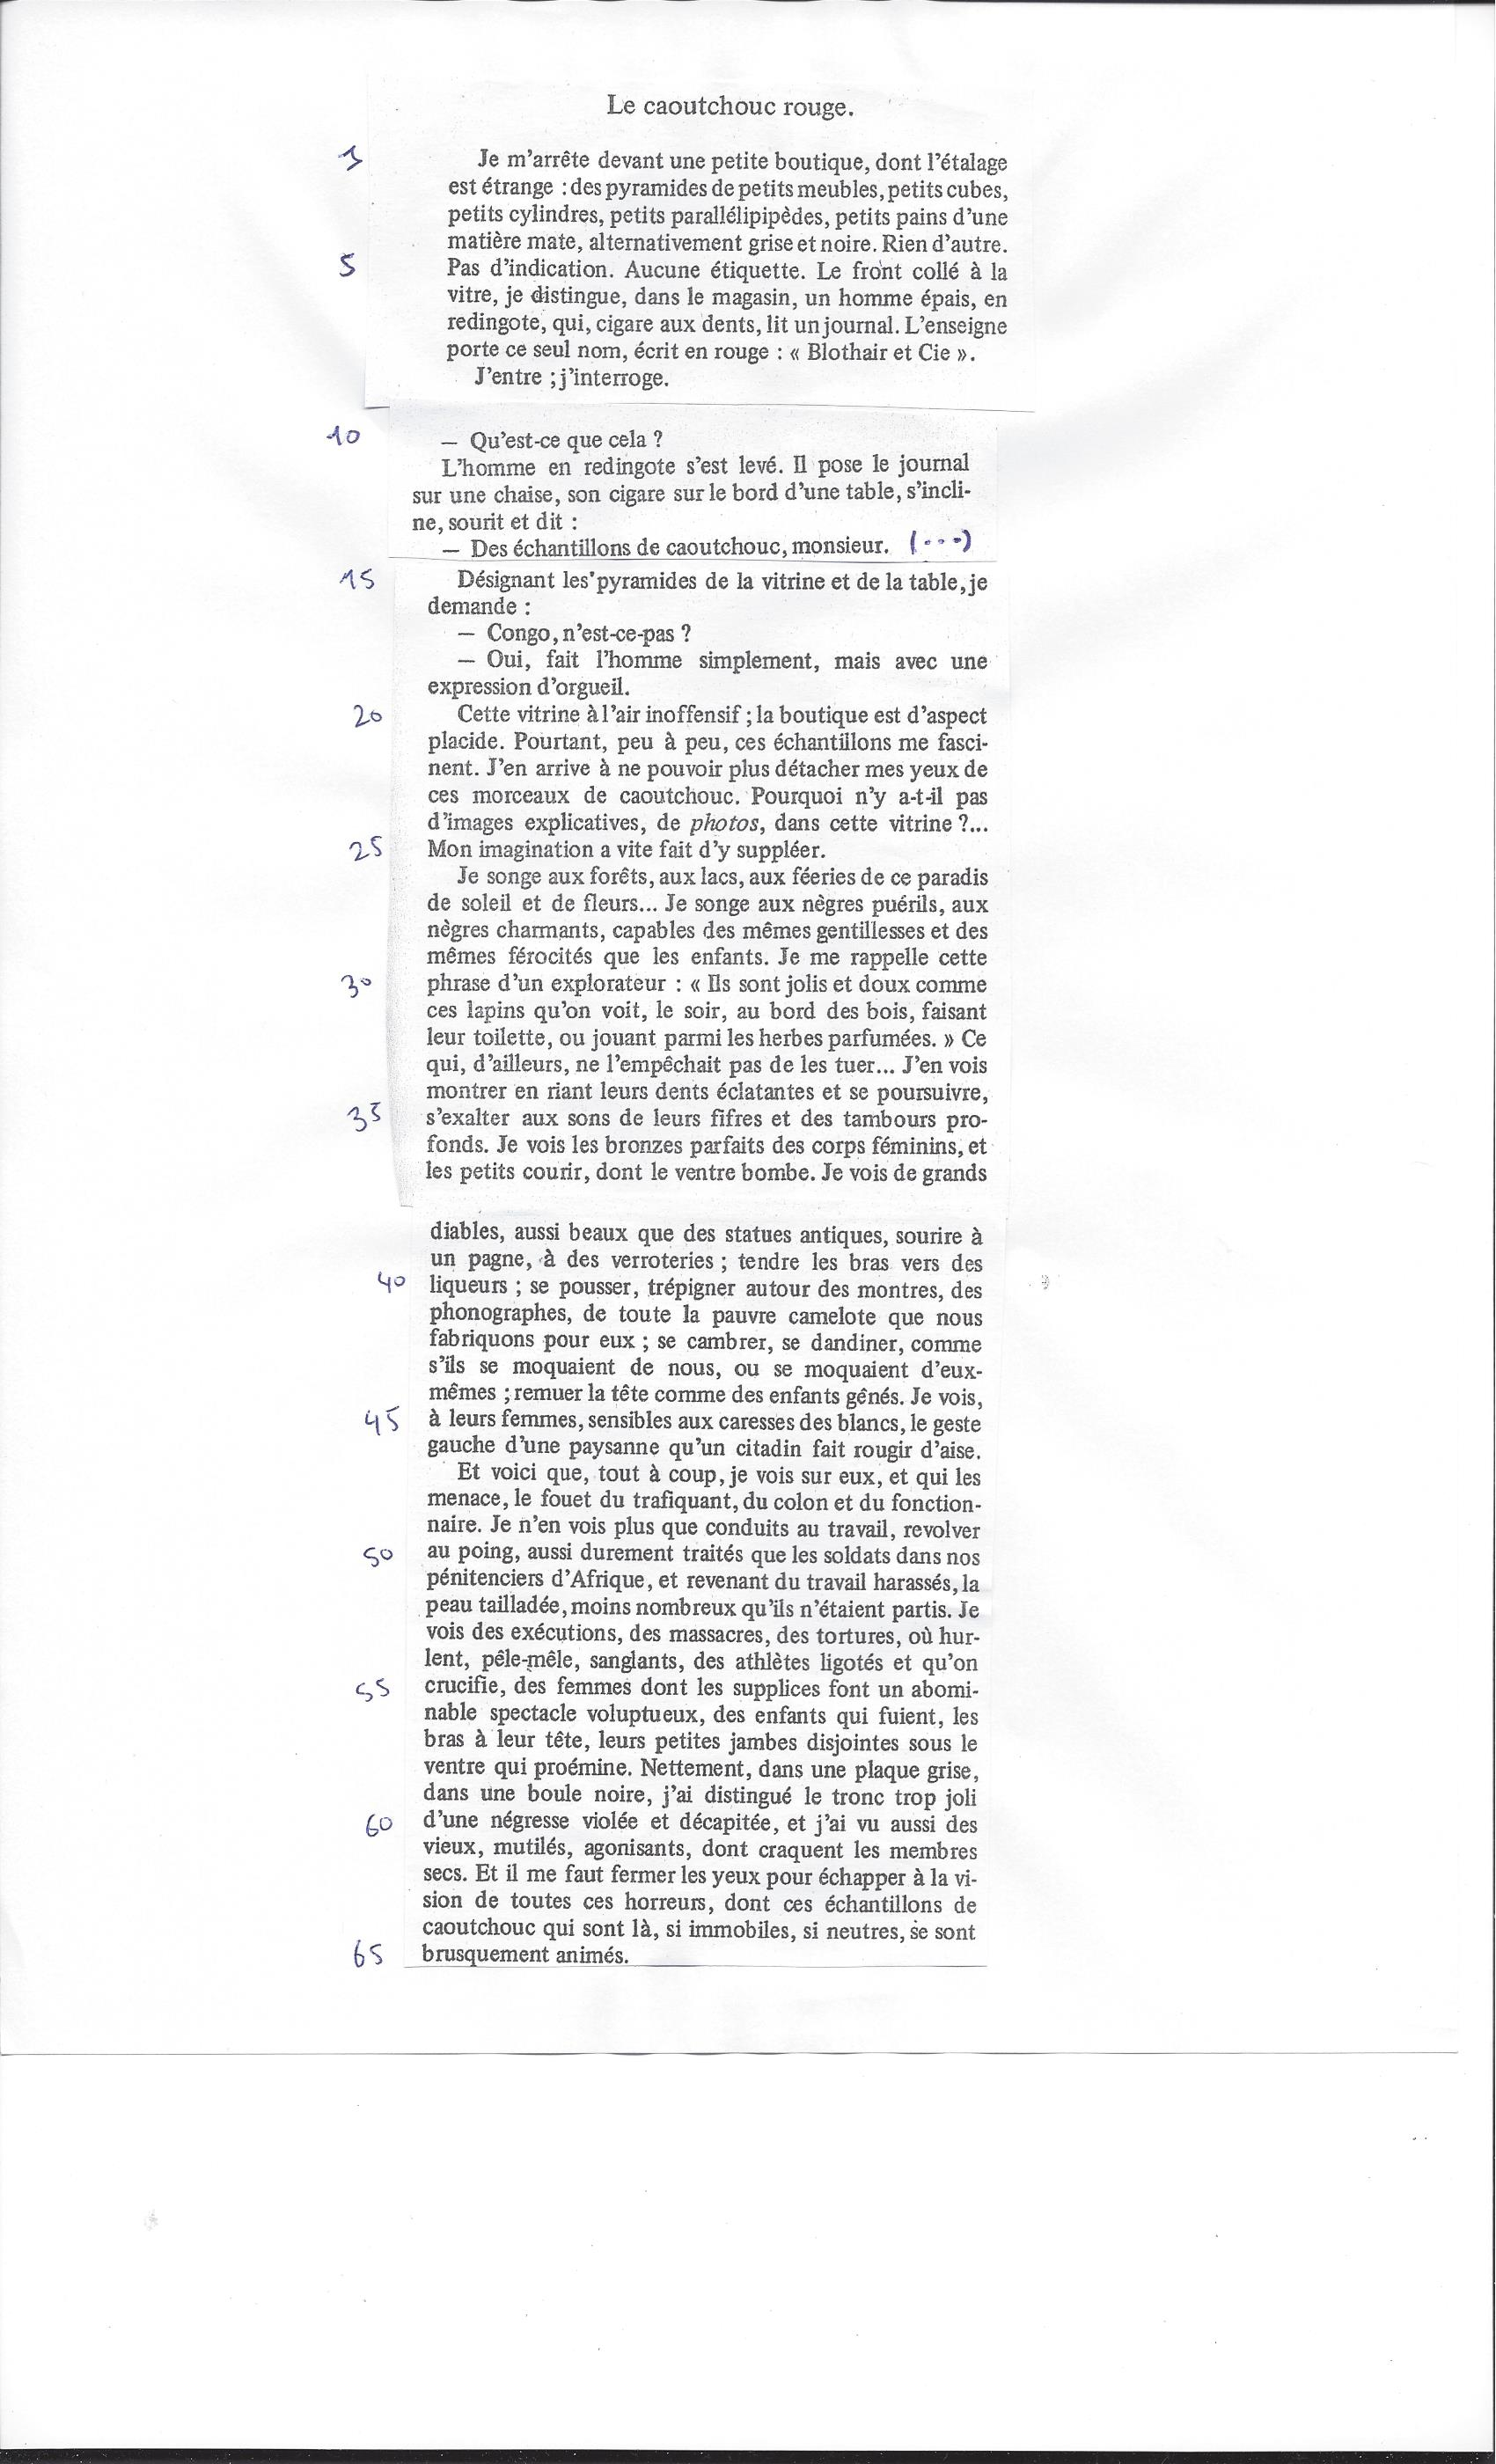 Le caoutchouc rouge.
1
Je m'arrête devant une petite boutique, dont l'étalage
est étrange : des pyramides de petits meubles, petits cubes,
petits cylindres, petits parallélipipèdes, petits pains d'une
matière mate, alternativement grise et noire. Rien d'autre.
5
Pas d'indication. Aucune étiquette. Le front collé à la
vitre, je distingue, dans le magasin, un homme épais, en
redingote, qui, cigare aux dents, lit un journal. L'enseigne
porte ce seul nom, écrit en rouge : « Blothair et Cie ».
J'entre ; j'interroge.
10
— Qu'est-ce que cela ?
L'homme en redingote s'est levé. Il pose le journal
sur une chaise, son cigare sur le bord d'une table, s'incli-
ne, sourit et dit :
— Des échantillons de caoutchouc, monsieur. (...)
15
Désignant les pyramides de la vitrine et de la table, je
demande :
— Congo, n'est-ce-pas ?
— Oui, fait l'homme simplement, mais avec une
expression d'orgueil.
20
Cette vitrine à l'air inoffensif ; la boutique est d'aspect
placide. Pourtant, peu à peu, ces échantillons me fasci-
nent. J'en arrive à ne pouvoir plus détacher mes yeux de
ces morceaux de caoutchouc. Pourquoi n'y a-t-il pas
d'images explicatives, de photos, dans cette vitrine ?...
25
Mon imagination a vite fait d'y suppléer.
Je songe aux forêts, aux lacs, aux féeries de ce paradis
de soleil et de fleurs... Je songe aux nègres puérils, aux
nègres charmants, capables des mêmes gentillesses et des
mêmes férocités que les enfants. Je me rappelle cette
30
phrase d'un explorateur : « Ils sont jolis et doux comme
ces lapins qu'on voit, le soir, au bord des bois, faisant
leur toilette, ou jouant parmi les herbes parfumées. » Ce
qui, d'ailleurs, ne l'empêchait pas de les tuer... J'en vois
montrer en riant leurs dents éclatantes et se poursuivre,
35
s'exalter aux sons de leurs fifres et des tambours pro-
fonds. Je vois les bronzes parfaits des corps féminins, et
les petits courir, dont le ventre bombe. Je vois de grands
diables, aussi beaux que des statues antiques, sourire à
un pagne, à des verroteries ; tendre les bras vers des
40
liqueurs ; se pousser, trépigner autour des montres, des
phonographes, de toute la pauvre camelote que nous
fabriquons pour eux ; se cambrer, se dandiner, comme
s'ils se moquaient de nous, ou se moquaient d'eux-
mêmes ; remuer la tête comme des enfants gênés. Je vois,
45
à leurs femmes, sensibles aux caresses des blancs, le geste
gauche d'une paysanne qu'un citadin fait rougir d'aise.
Et voici que, tout à coup, je vois sur eux, et qui les
menace, le fouet du trafiquant, du colon et du fonction-
naire. Je n'en vois plus que conduits au travail, revolver
50
au poing, aussi durement traités que les soldats dans nos
pénitenciers d'Afrique, et revenant du travail harassés, la
peau tailladée, moins nombreux qu'ils n'étaient partis. Je
vois des exécutions, des massacres, des tortures, où hur-
lent, pêle-mêle, sanglants, des athlètes ligotés et qu'on
55
crucifie, des femmes dont les supplices font un abomi-
nable spectacle voluptueux, des enfants qui fuient, les
bras à leur tête, leurs petites jambes disjointes sous le
ventre qui proémine. Nettement, dans une plaque grise,
dans une boule noire, j'ai distingué le tronc trop joli
60
d'une négresse violée et décapitée, et j'ai vu aussi des
vieux, mutilés, agonisants, dont craquent les membres
secs. Et il me faut fermer les yeux pour échapper à la vi-
sion de toutes ces horreurs, dont ces échantillons de
caoutchouc qui sont là, si immobiles, si neutres, se sont
65
brusquement animés.